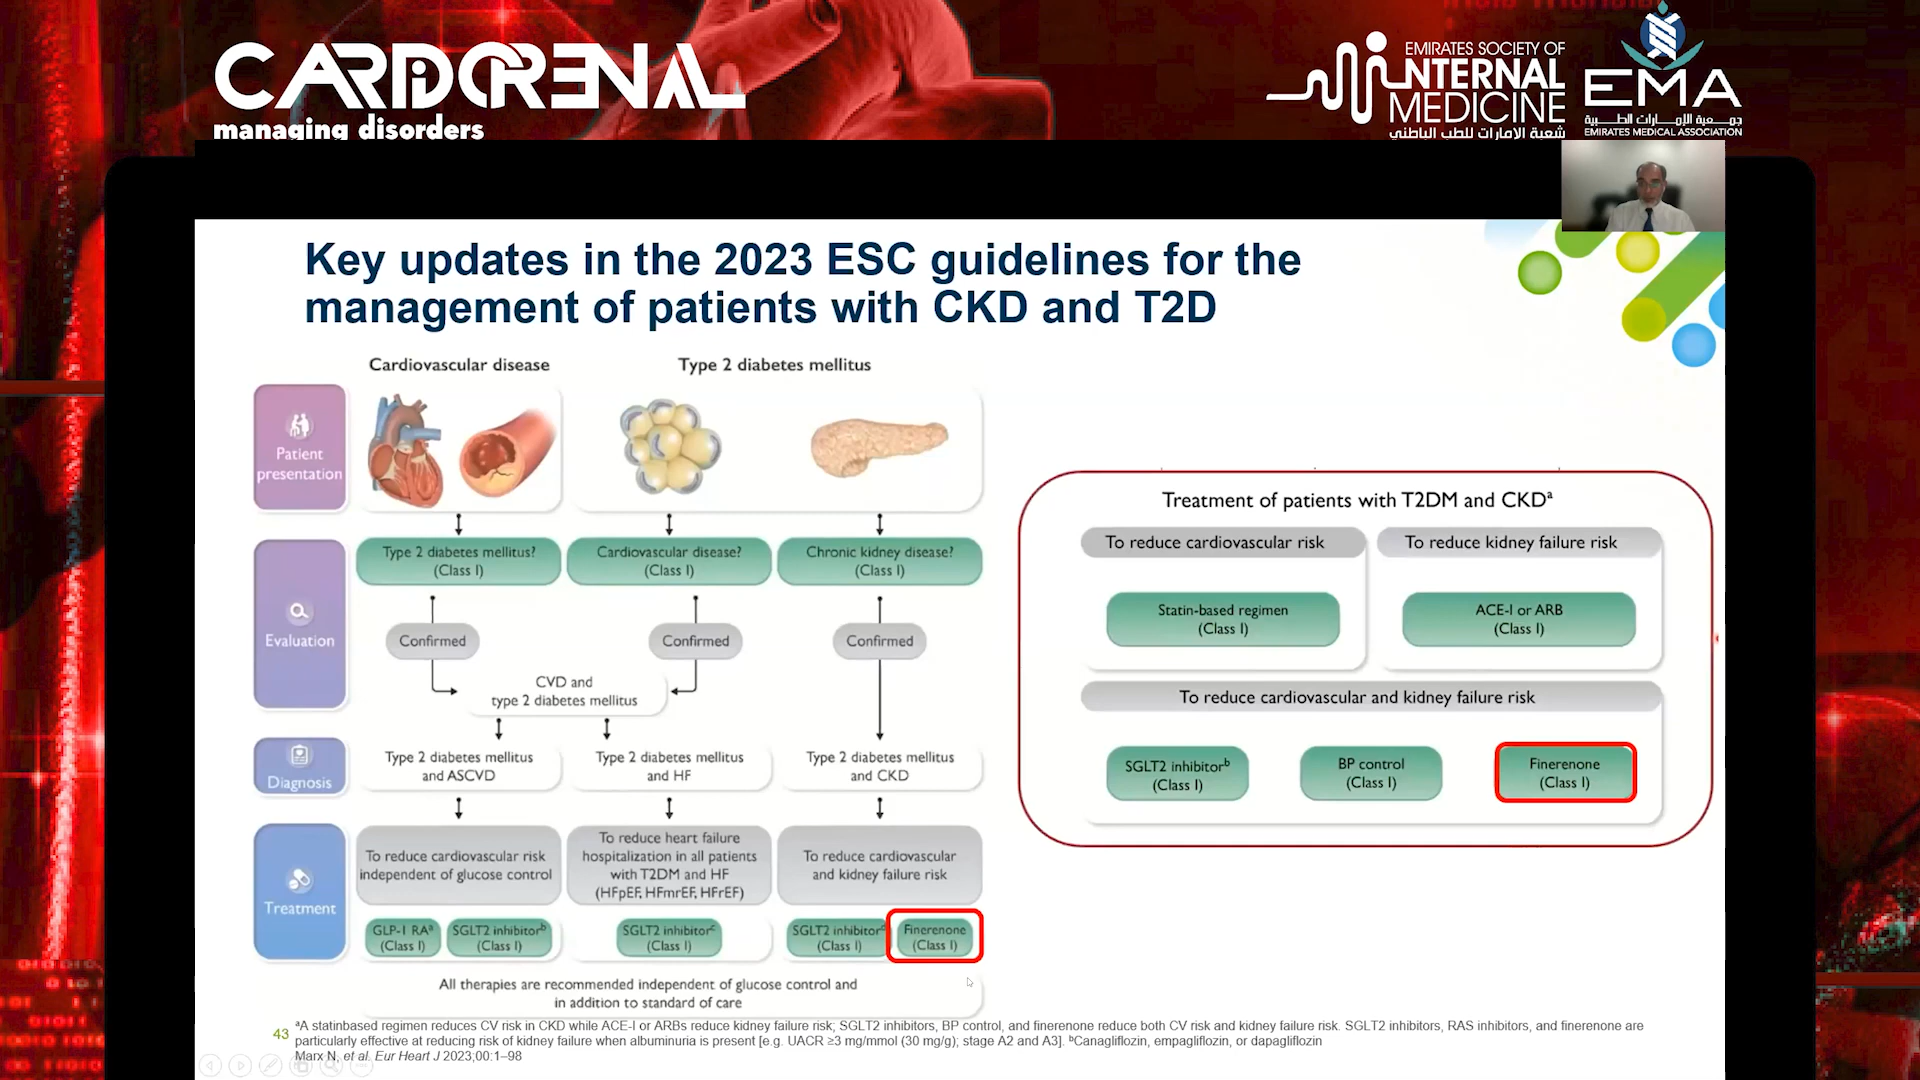 CARDIORENAL
managing disorders
EMIRATES SOCIETY OF
INTERNAL
MEDICINE
شعبة الامارات للطب الباطني
EMA
جمعية الإمارات الطبية
EMIRATES MEDICAL ASSOCIATION
Key updates in the 2023 ESC guidelines for the
management of patients with CKD and T2D
Cardiovascular disease
Type 2 diabetes mellitus
Patient
presentation
Type 2 diabetes mellitus?
(Class I)
Cardiovascular disease?
(Class I)
Chronic kidney disease?
(Class I)
Evaluation
Confirmed
Confirmed
Confirmed
CVD and
type 2 diabetes mellitus
Diagnosis
Type 2 diabetes mellitus
and ASCVD
Type 2 diabetes mellitus
and HF
Type 2 diabetes mellitus
and CKD
Treatment
To reduce cardiovascular risk
independent of glucose control
To reduce heart failure
hospitalization in all patients
with T2DM and HF
(HFpEF, HFmrEF, HFrEF)
To reduce cardiovascular
and kidney failure risk
GLP-1 RAᵃ
(Class I)
SGLT2 inhibitorᵇ
(Class I)
SGLT2 inhibitorᶜ
(Class I)
SGLT2 inhibitor
(Class I)
Finerenone
(Class I)
All therapies are recommended independent of glucose control and
in addition to standard of care
Treatment of patients with T2DM and CKDᵃ
To reduce cardiovascular risk
To reduce kidney failure risk
Statin-based regimen
(Class I)
ACE-I or ARB
(Class I)
To reduce cardiovascular and kidney failure risk
SGLT2 inhibitorᵇ
(Class I)
BP control
(Class I)
Finerenone
(Class I)
43
ᵃA statinbased regimen reduces CV risk in CKD while ACE-I or ARBs reduce kidney failure risk; SGLT2 inhibitors, BP control, and finerenone reduce both CV risk and kidney failure risk. SGLT2 inhibitors, RAS inhibitors, and finerenone are
particularly effective at reducing risk of kidney failure when albuminuria is present [e.g. UACR ≥3 mg/mmol (30 mg/g); stage A2 and A3]. ᵇCanagliflozin, empagliflozin, or dapagliflozin
Marx N, et al. Eur Heart J 2023;00:1–98